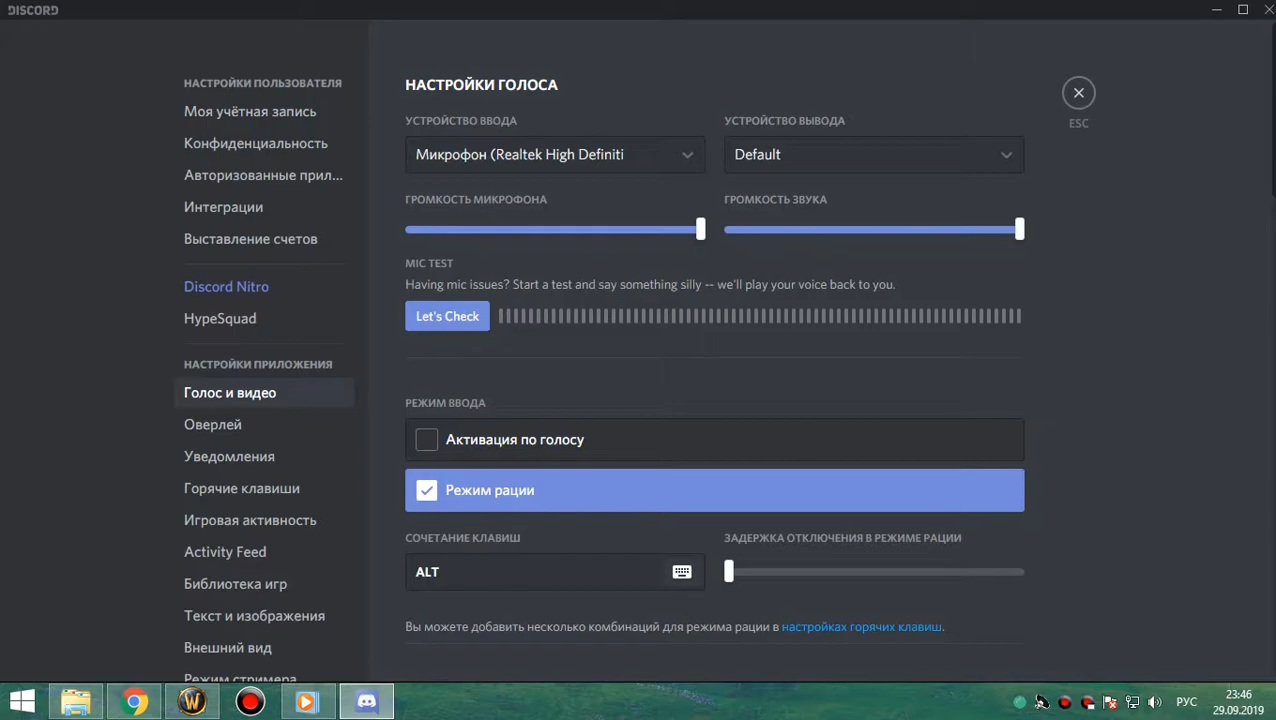 DISCORD
НАСТРОЙКИ ПОЛЬЗОВАТЕЛЯ
Моя учётная запись
Конфиденциальность
Авторизованные прил...
Интеграции
Выставление счетов
Discord Nitro
HypeSquad
НАСТРОЙКИ ПРИЛОЖЕНИЯ
Голос и видео
Оверлей
Уведомления
Горячие клавиши
Игровая активность
Activity Feed
Библиотека игр
Текст и изображения
Внешний вид
Режим стримера
НАСТРОЙКИ ГОЛОСА
УСТРОЙСТВО ВВОДА
Микрофон (Realtek High Definiti
УСТРОЙСТВО ВЫВОДА
Default
ГРОМКОСТЬ МИКРОФОНА
ГРОМКОСТЬ ЗВУКА
MIC TEST
Having mic issues? Start a test and say something silly -- we'll play your voice back to you.
Let's Check
РЕЖИМ ВВОДА
Активация по голосу
Режим рации
СОЧЕТАНИЕ КЛАВИШ
ALT
ЗАДЕРЖКА ОТКЛЮЧЕНИЯ В РЕЖИМЕ РАЦИИ
Вы можете добавить несколько комбинаций для режима рации в настройках горячих клавиш.
ESC
РУС
23:46
29.09.2019